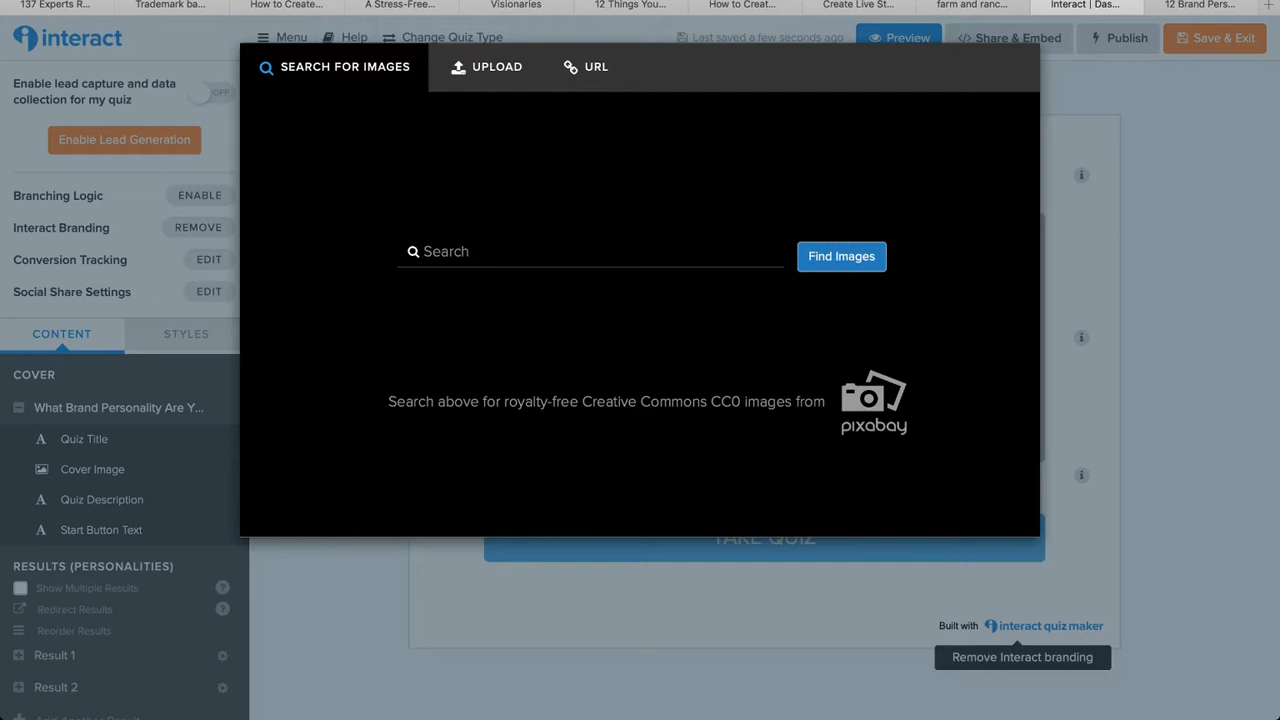 137 Experts R...
Trademark ba...
How to Create...
A Stress-Free...
Visionaries
12 Things You...
How to Creat...
Create Live St...
farm and ranc...
Interact | Das...
12 Brand Pers...
interact
Menu
Help
Change Quiz Type
Last saved a few seconds ago
Preview
</> Share & Embed
Publish
Save & Exit
SEARCH FOR IMAGES
UPLOAD
URL
Enable lead capture and data
collection for my quiz
OFF
Enable Lead Generation
Branching Logic
ENABLE
Interact Branding
REMOVE
Conversion Tracking
EDIT
Social Share Settings
EDIT
CONTENT
STYLES
COVER
What Brand Personality Are Y...
Quiz Title
Cover Image
Quiz Description
Start Button Text
RESULTS (PERSONALITIES)
Show Multiple Results
Redirect Results
Reorder Results
Result 1
Result 2
Add Another Result
Search
Find Images
Search above for royalty-free Creative Commons CC0 images from
pixabay
TAKE QUIZ
Built with
interact quiz maker
Remove Interact branding